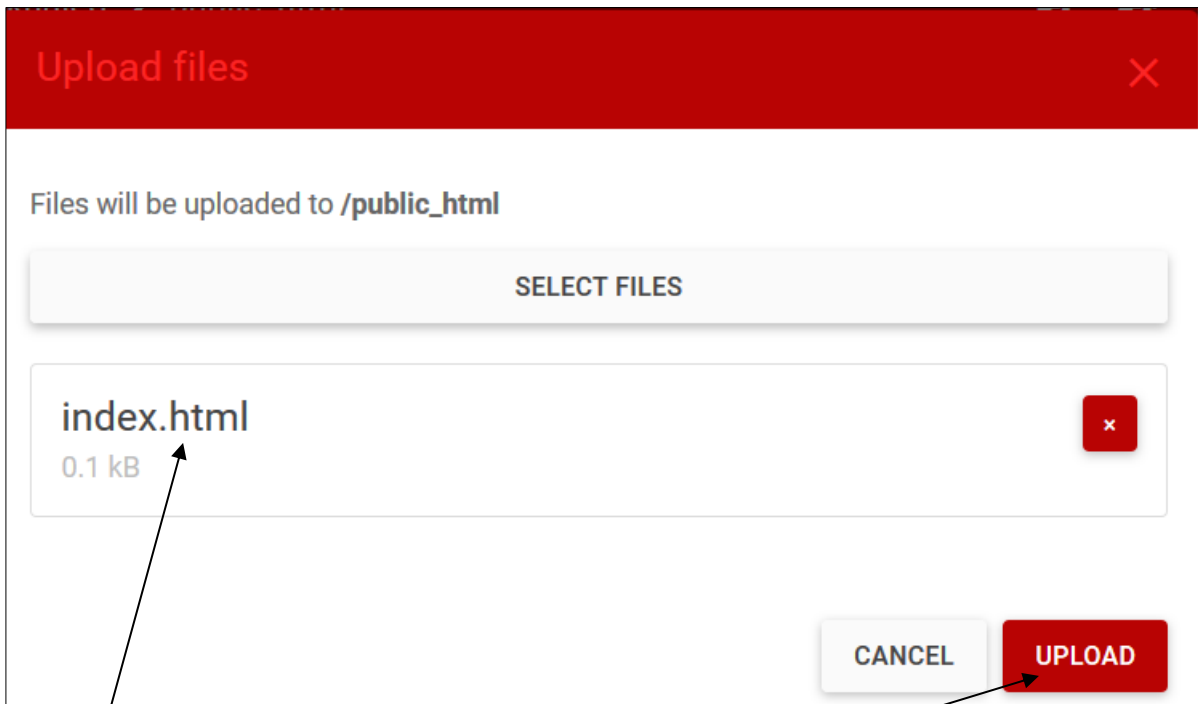 Upload files
Files will be uploaded to /public_html
SELECT FILES
index.html
0.1 kB
CANCEL
UPLOAD